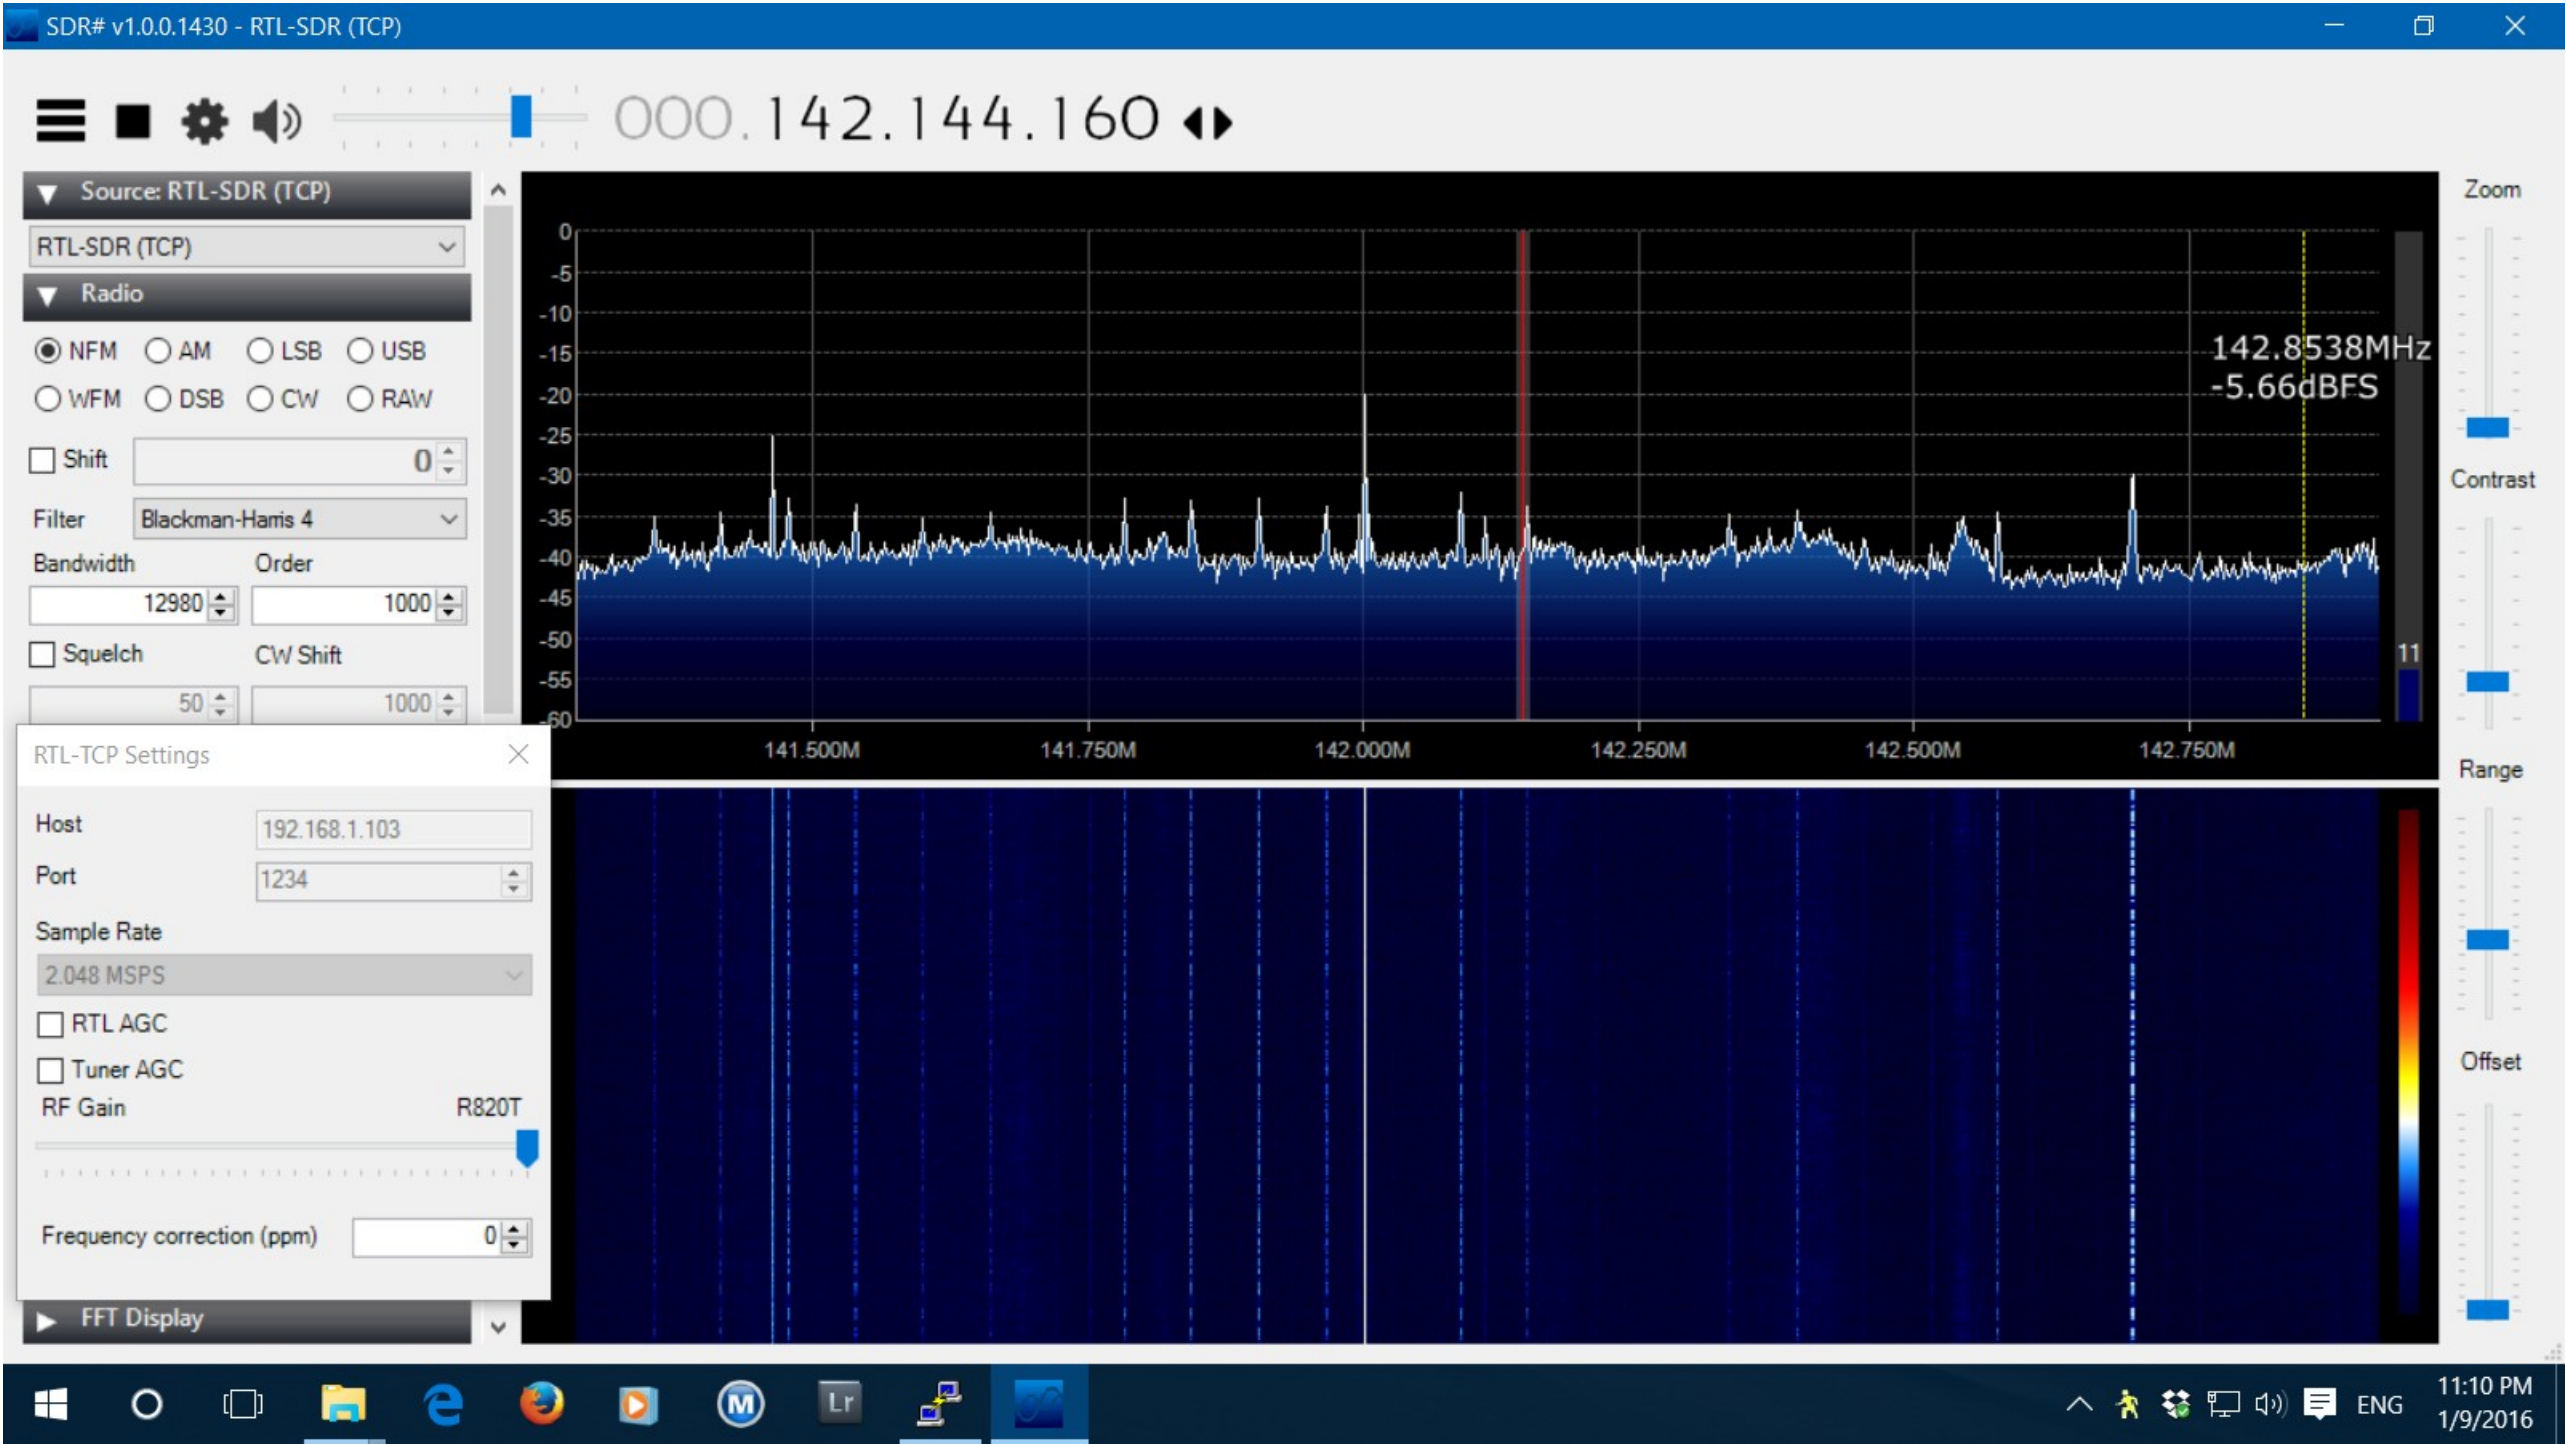 SDR# v1.0.0.1430 - RTL-SDR (TCP)
000.142.144.160
Source: RTL-SDR (TCP)
RTL-SDR (TCP)
Radio
NFM AM LSB USB
WFM DSB CW RAW
Shift 0
Filter Blackman-Harris 4
Bandwidth Order
12980 1000
Squelch CW Shift
50 1000
RTL-TCP Settings
Host 192.168.1.103
Port 1234
Sample Rate
2.048 MSPS
RTL AGC
Tuner AGC
RF Gain R820T
Frequency correction (ppm) 0
FFT Display
0
-5
-10
-15
-20
-25
-30
-35
-40
-45
-50
-55
-60
142.8538MHz
-5.66dBFS
11
141.500M 141.750M 142.000M 142.250M 142.500M 142.750M
Zoom
Contrast
Range
Offset
Lr
M
ENG
11:10 PM
1/9/2016